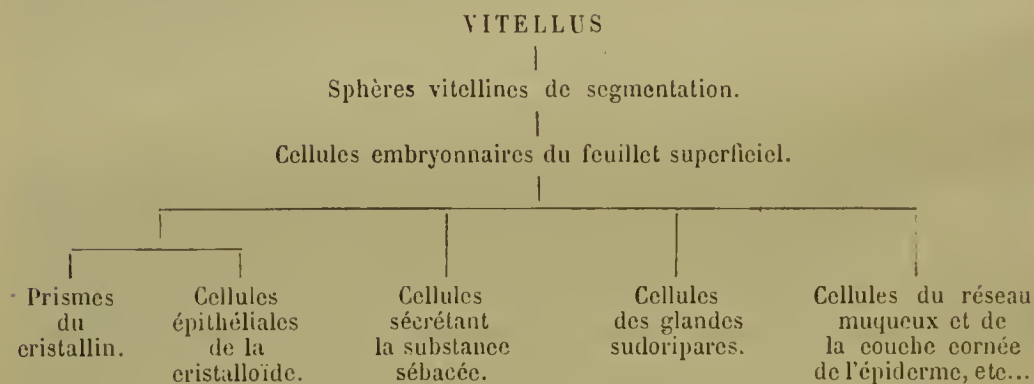 VITELLUS
Sphères vitellines de segmentation.
Cellules embryonnaires du feuillet superficiel.
Prismes
du
cristallin.
Cellules
épithéliales
de la
cristalloïde.
Cellules
sécrétant
la substance
sébacée.
Cellules
des glandes
sudoripares.
Cellules du réseau
muqueux et de
la couche cornée
de l'épiderme, etc...